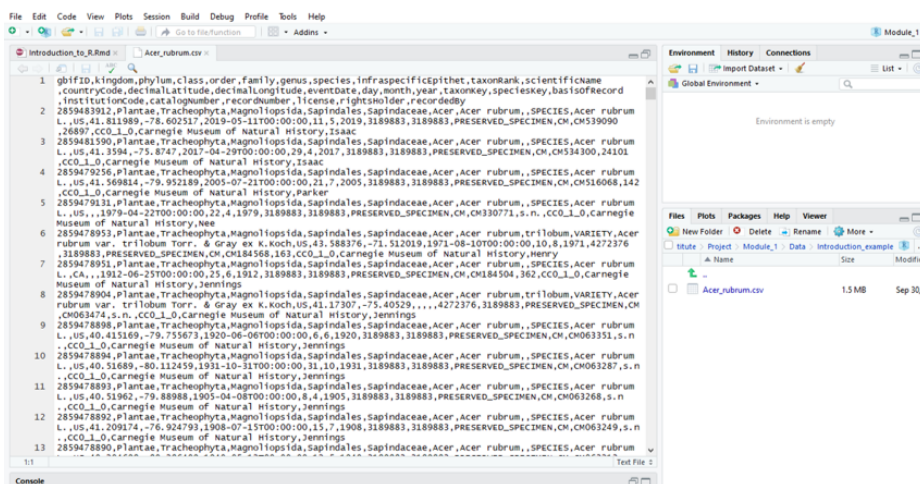 File Edit Code View Plots Session Build Debug Profile Tools Help
Go to file/function Addins Module_1
Introduction_to_R.Rmd Acer_rubrum.csv
1 gbifID,kingdom,phylum,class,order,family,genus,species,infraspecificEpithet,taxonRank,scientificName
,countryCode,decimalLatitude,decimalLongitude,eventDate,day,month,year,taxonKey,speciesKey,basisOfRecord
,institutionCode,catalogNumber,recordNumber,license,rightsHolder,recordedBy
2 2859483912,Plantae,Tracheophyta,Magnoliopsida,Sapindales,Sapindaceae,Acer,Acer rubrum,,SPECIES,Acer rubrum
L.,US,41.811989,-78.602517,2019-05-11T00:00:00,11,5,2019,3189883,3189883,PRESERVED_SPECIMEN,CM,CM539090
,26897,CC0_1_0,Carnegie Museum of Natural History,Isaac
3 2859481590,Plantae,Tracheophyta,Magnoliopsida,Sapindales,Sapindaceae,Acer,Acer rubrum,,SPECIES,Acer rubrum
L.,US,41.3594,-75.8747,2017-04-29T00:00:00,29,4,2017,3189883,3189883,PRESERVED_SPECIMEN,CM,CM534300,24101
,CC0_1_0,Carnegie Museum of Natural History,Isaac
4 2859479256,Plantae,Tracheophyta,Magnoliopsida,Sapindales,Sapindaceae,Acer,Acer rubrum,,SPECIES,Acer rubrum
L.,US,41.569814,-79.952189,2005-07-21T00:00:00,21,7,2005,3189883,3189883,PRESERVED_SPECIMEN,CM,CM516068,142
,CC0_1_0,Carnegie Museum of Natural History,Parker
5 2859479131,Plantae,Tracheophyta,Magnoliopsida,Sapindales,Sapindaceae,Acer,Acer rubrum,,SPECIES,Acer rubrum
L.,US,,,1979-04-22T00:00:00,22,4,1979,3189883,3189883,PRESERVED_SPECIMEN,CM,CM330771,s.n.,CC0_1_0,Carnegie
Museum of Natural History,Nee
6 2859478953,Plantae,Tracheophyta,Magnoliopsida,Sapindales,Sapindaceae,Acer,Acer rubrum,trilobum,VARIETY,Acer
rubrum var. trilobum Torr. & Gray ex K.Koch,US,43.588376,-71.512019,1971-08-10T00:00:00,10,8,1971,4272376
,3189883,PRESERVED_SPECIMEN,CM,CM184568,163,CC0_1_0,Carnegie Museum of Natural History,Henry
7 2859478951,Plantae,Tracheophyta,Magnoliopsida,Sapindales,Sapindaceae,Acer,Acer rubrum,,SPECIES,Acer rubrum
L.,CA,,,1912-06-25T00:00:00,25,6,1912,3189883,3189883,PRESERVED_SPECIMEN,CM,CM184504,362,CC0_1_0,Carnegie
Museum of Natural History,Jennings
8 2859478904,Plantae,Tracheophyta,Magnoliopsida,Sapindales,Sapindaceae,Acer,Acer rubrum,trilobum,VARIETY,Acer
rubrum var. trilobum Torr. & Gray ex K.Koch,US,41.17307,-75.40529,,,,,4272376,3189883,PRESERVED_SPECIMEN,CM
,CM063474,s.n.,CC0_1_0,Carnegie Museum of Natural History,Jennings
9 2859478898,Plantae,Tracheophyta,Magnoliopsida,Sapindales,Sapindaceae,Acer,Acer rubrum,,SPECIES,Acer rubrum
L.,US,40.415169,-79.755673,1920-06-06T00:00:00,6,6,1920,3189883,3189883,PRESERVED_SPECIMEN,CM,CM063351,s.n
.,CC0_1_0,Carnegie Museum of Natural History,Jennings
10 2859478894,Plantae,Tracheophyta,Magnoliopsida,Sapindales,Sapindaceae,Acer,Acer rubrum,,SPECIES,Acer rubrum
L.,US,40.51689,-80.112459,1931-10-31T00:00:00,31,10,1931,3189883,3189883,PRESERVED_SPECIMEN,CM,CM063287,s.n
.,CC0_1_0,Carnegie Museum of Natural History,Jennings
11 2859478893,Plantae,Tracheophyta,Magnoliopsida,Sapindales,Sapindaceae,Acer,Acer rubrum,,SPECIES,Acer rubrum
L.,US,40.51962,-79.88988,1905-04-08T00:00:00,8,4,1905,3189883,3189883,PRESERVED_SPECIMEN,CM,CM063268,s.n
.,CC0_1_0,Carnegie Museum of Natural History,Jennings
12 2859478892,Plantae,Tracheophyta,Magnoliopsida,Sapindales,Sapindaceae,Acer,Acer rubrum,,SPECIES,Acer rubrum
L.,US,41.209174,-76.924793,1908-07-15T00:00:00,15,7,1908,3189883,3189883,PRESERVED_SPECIMEN,CM,CM063249,s.n
.,CC0_1_0,Carnegie Museum of Natural History,Jennings
13 2859478890,Plantae,Tracheophyta,Magnoliopsida,Sapindales,Sapindaceae,Acer,Acer rubrum,,SPECIES,Acer rubrum
1:1 Text File
Console
Environment History Connections
Import Dataset List
Global Environment
Environment is empty
Files Plots Packages Help Viewer
New Folder Delete Rename More
titute Project Module_1 Data Introduction_example
Name Size Modifie
..
Acer_rubrum.csv 1.5 MB Sep 30,